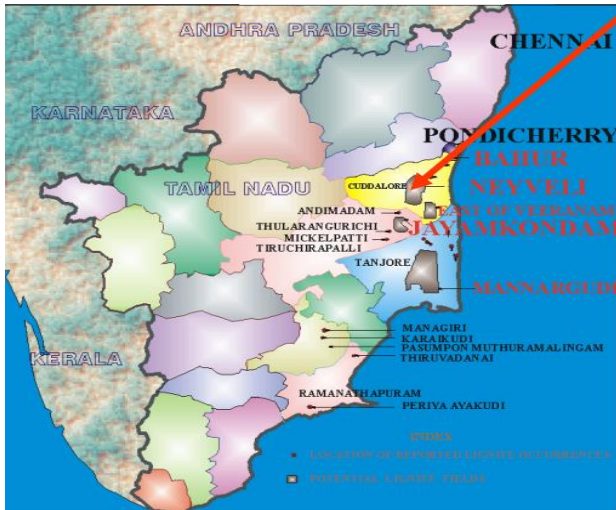 ANDHRA PRADESH
CHENNAI
KARNATAKA
PONDICHERRY
BAHUR
TAMIL NADU
CUDDALORE
NEYVELI
ANDIMADAM
EAST OF VEERANAM
THULARANGURICHI
JAYAMKONDAM
MICKELPATTI
TIRUCHIRAPALLI
TANJORE
MANNARGUDI
MANAGIRI
KARAIKUDI
PASUMPON MUTHURAMALINGAM
KERALA
THIRUVADANAI
RAMANATHAPURAM
PERIYA AYAKUDI
INDEX
LOCATION OF REPORTED LIGNITE OCCURRENCES
POTENTIAL LIGNITE FIELDS